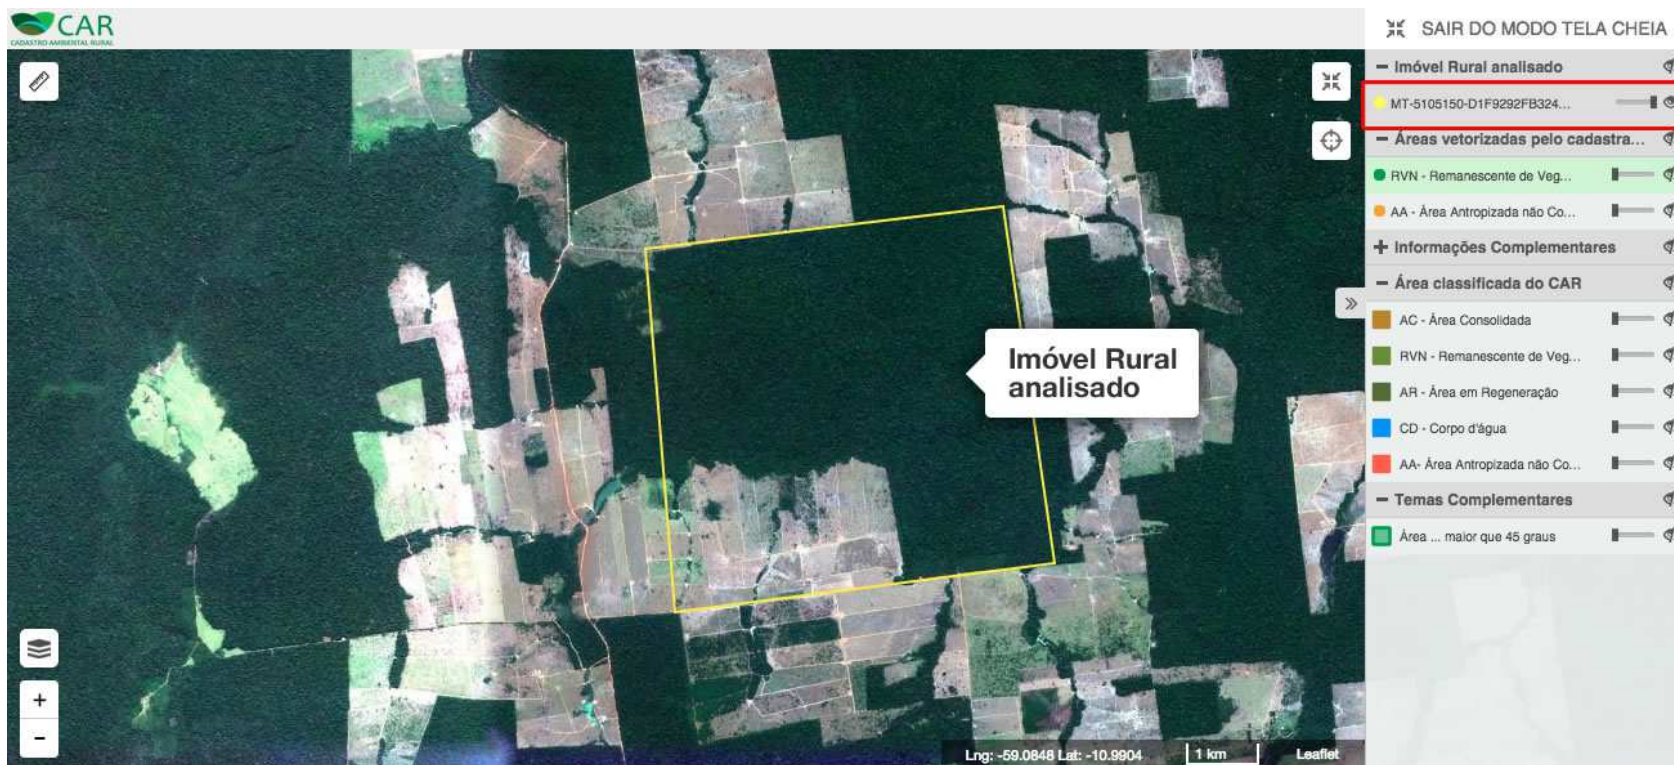 CAR
CADASTRO AMBIENTAL RURAL
SAIR DO MODO TELA CHEIA
Imóvel Rural analisado
MT-5105150-D1F9292FB324...
Áreas vetorizadas pelo cadastra...
RVN - Remanescente de Veg...
AA - Área Antropizada não Co...
Informações Complementares
Área classificada do CAR
AC - Área Consolidada
RVN - Remanescente de Veg...
AR - Área em Regeneração
CD - Corpo d'água
AA- Área Antropizada não Co...
Temas Complementares
Área ... maior que 45 graus
Imóvel Rural
analisado
+
-
Lng: -59.0848 Lat: -10.9904
1 km
Leaflet